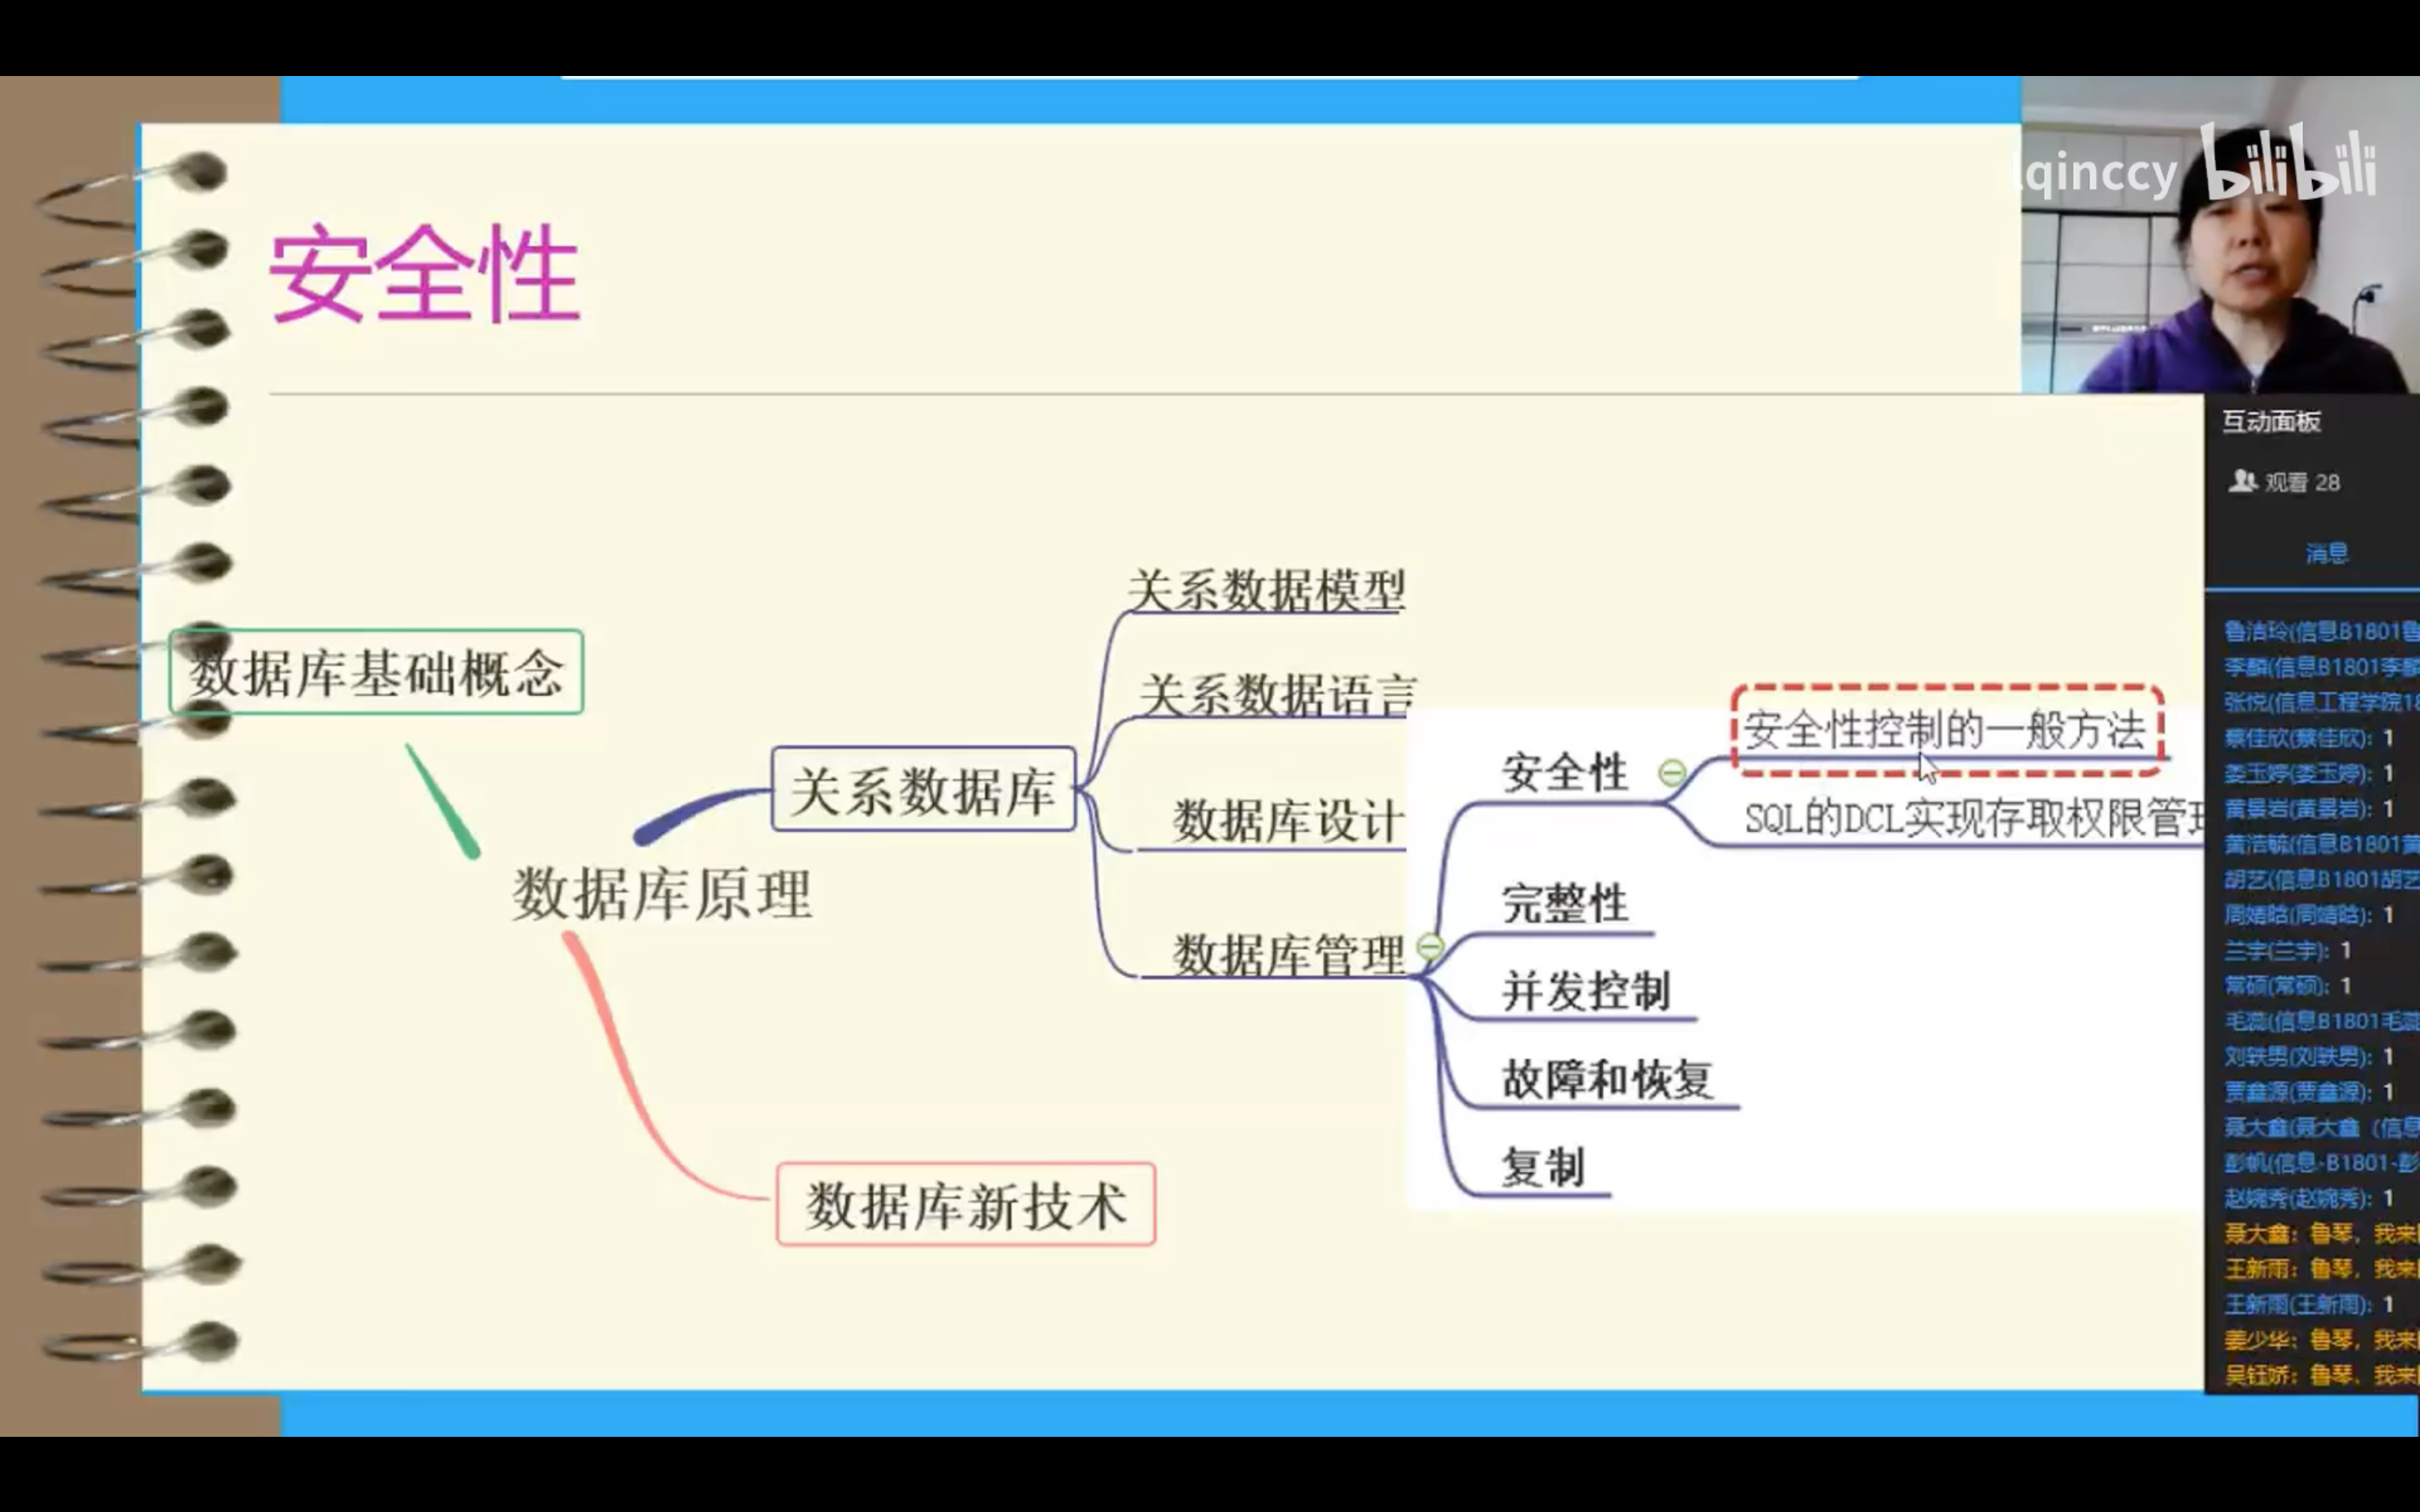 lqinccy bilibili
安全性
互动面板
观看 28
消息
关系数据模型
关系数据语言
数据库基础概念
安全性控制的一般方法
安全性
关系数据库
SQL的DCL实现存取权限管理
数据库设计
数据库原理
完整性
数据库管理
并发控制
故障和恢复
复制
数据库新技术
鲁洁玲(信息B1801鲁
李麟(信息B1801李麟
张悦(信息工程学院18
蔡佳欣(蔡佳欣): 1
娄玉婷(娄玉婷): 1
黄景岩(黄景岩): 1
黄浩毓(信息B1801黄
胡艺(信息B1801胡艺
周婧晗(周婧晗): 1
兰宇(兰宇): 1
常硕(常硕): 1
毛蕊(信息B1801毛蕊
刘轶男(刘轶男): 1
贾鑫源(贾鑫源): 1
聂大鑫(聂大鑫（信息
彭帆(信息-B1801-彭
赵婉秀(赵婉秀): 1
聂大鑫: 鲁琴，我来
王新雨: 鲁琴，我来
王新雨(王新雨): 1
姜少华: 鲁琴，我来
吴钰娇: 鲁琴，我来